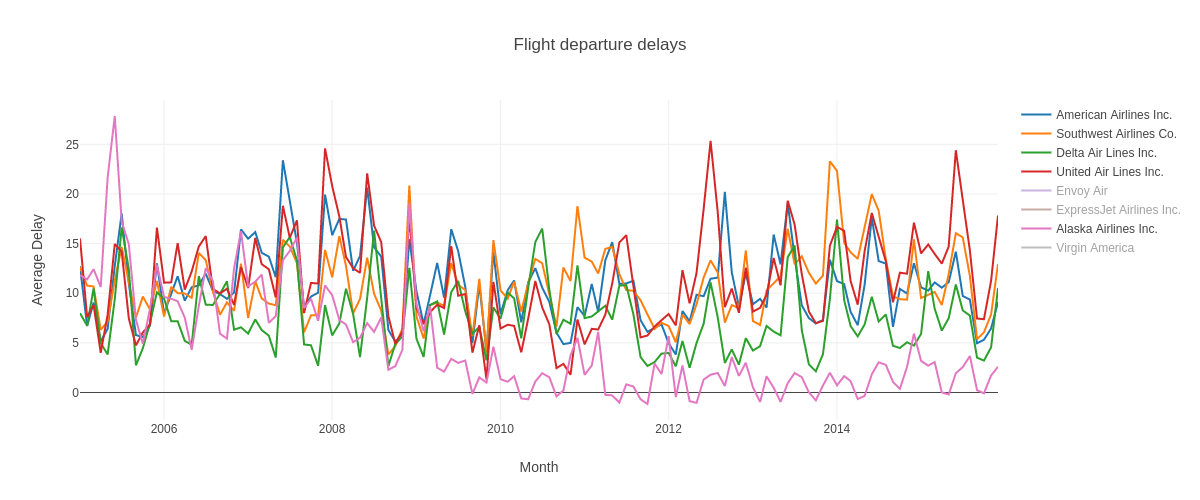 Flight departure delays
American Airlines Inc.
Southwest Airlines Co.
Delta Air Lines Inc.
United Air Lines Inc.
Envoy Air
ExpressJet Airlines Inc.
Alaska Airlines Inc.
Virgin America
Average Delay
25
20
15
10
5
0
2006 2008 2010 2012 2014
Month